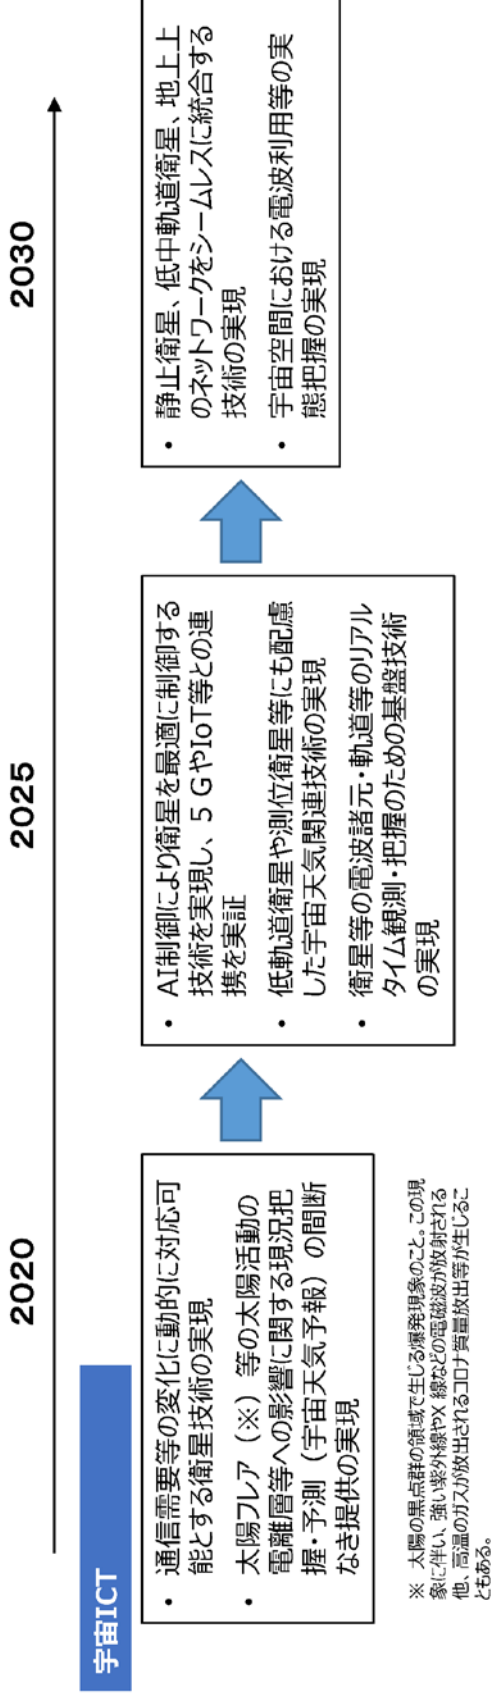 2020
2025
2030
宇宙ICT
• 通信需要等の変化に動的に対応可
能とする衛星技術の実現
• 太陽フレア（※）等の太陽活動の
電離層等への影響に関する現況把
握・予測（宇宙天気予報）の間断
なき提供の実現
• AI制御により衛星を最適に制御する
技術を実現し、５GやIoT等との連
携を実証
• 低軌道衛星や測位衛星等にも配慮
した宇宙天気関連技術の実現
• 衛星等の電波諸元・軌道等のリアル
タイム観測・把握のための基盤技術
の実現
• 静止衛星、低中軌道衛星、地上上
のネットワークをシームレスに統合する
技術の実現
• 宇宙空間における電波利用等の実
態把握の実現
※ 太陽の黒点群の領域で生じる爆発現象のこと。この現
象に伴い、強い紫外線やX 線などの電磁波が放射される
他、高温のガスが放出されるコロナ質量放出等が生じるこ
ともある。